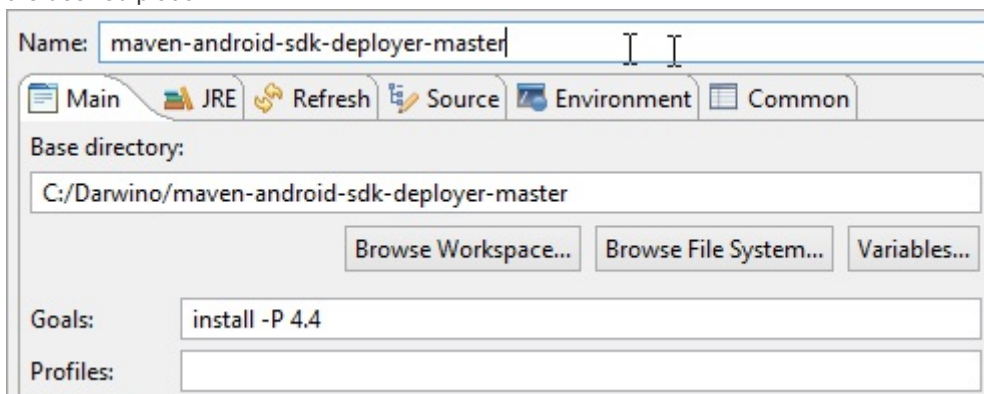 Name: maven-android-sdk-deployer-master
Main JRE Refresh Source Environment Common
Base directory:
C:/Darwino/maven-android-sdk-deployer-master
Browse Workspace... Browse File System... Variables...
Goals: install -P 4.4
Profiles: